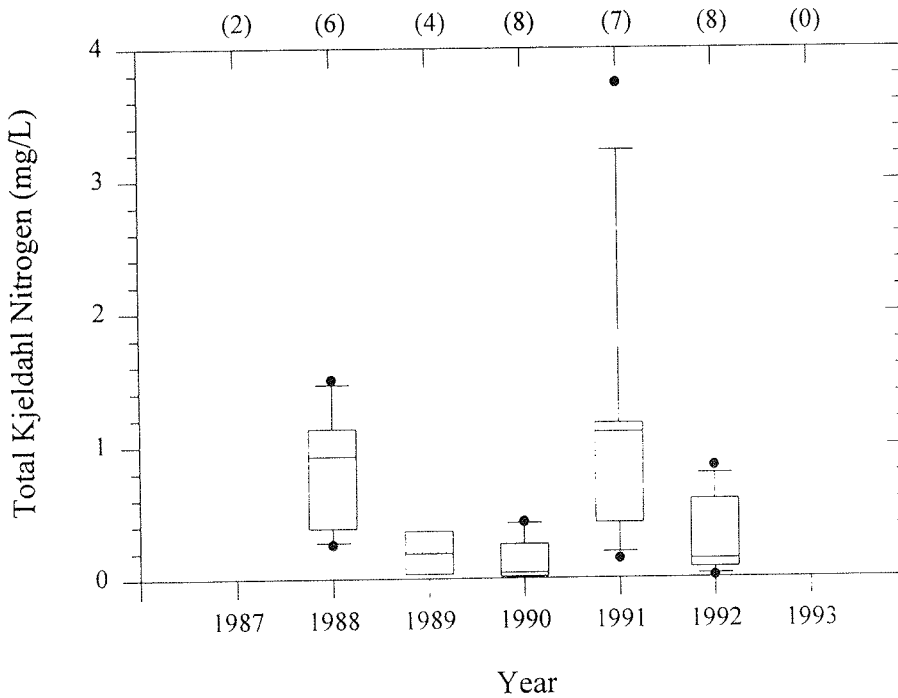 (2) (6) (4) (8) (7) (8) (0)
4
3
2
1
0
Total Kjeldahl Nitrogen (mg/L)
1987 1988 1989 1990 1991 1992 1993
Year